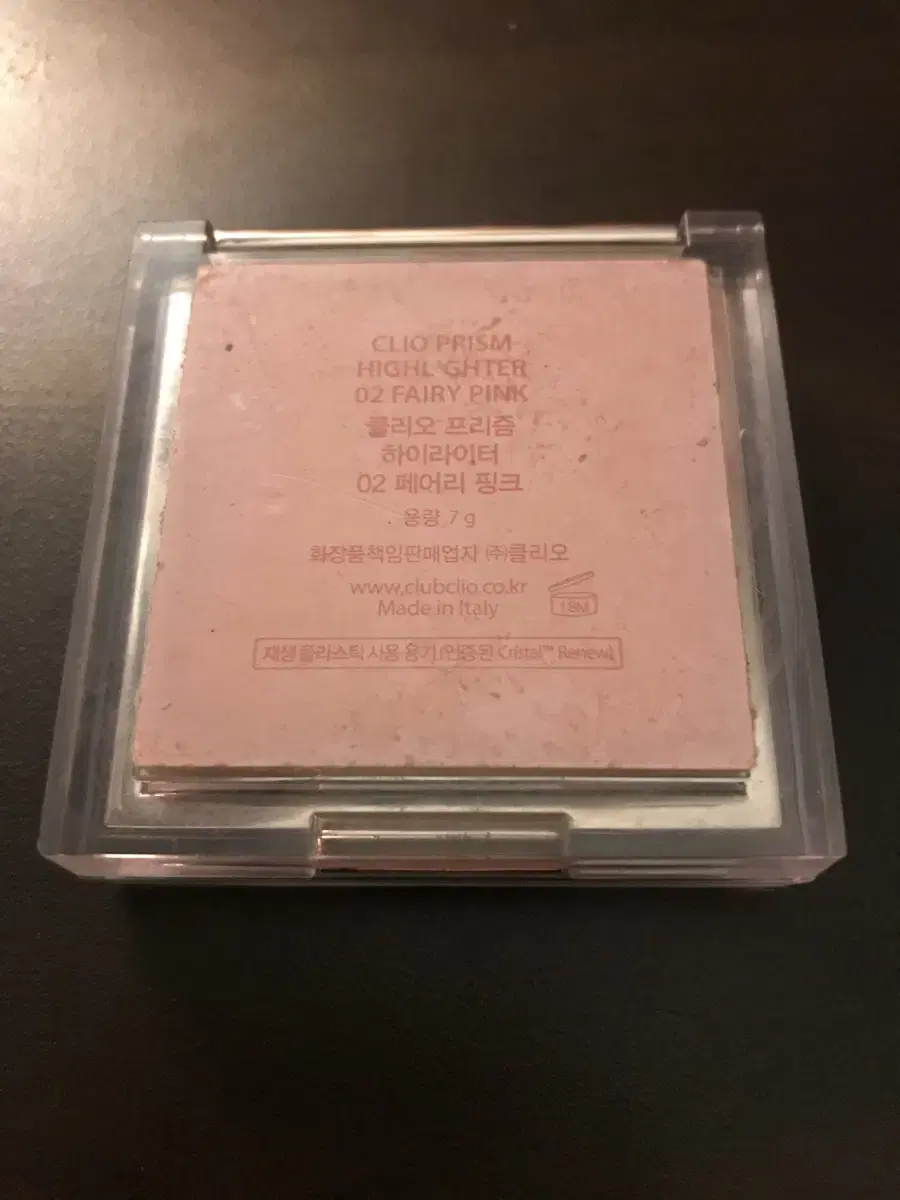 CLIO PRISM
HIGHLIGHTER
02 FAIRY PINK
클리오 프리즘
하이라이터
02 페어리 핑크
용량 7 g
화장품책임판매업자 ㈜클리오
www.clubclio.co.kr
Made in Italy
18M
재생 플라스틱 사용 용기(인증된 Cristal™ Renew)